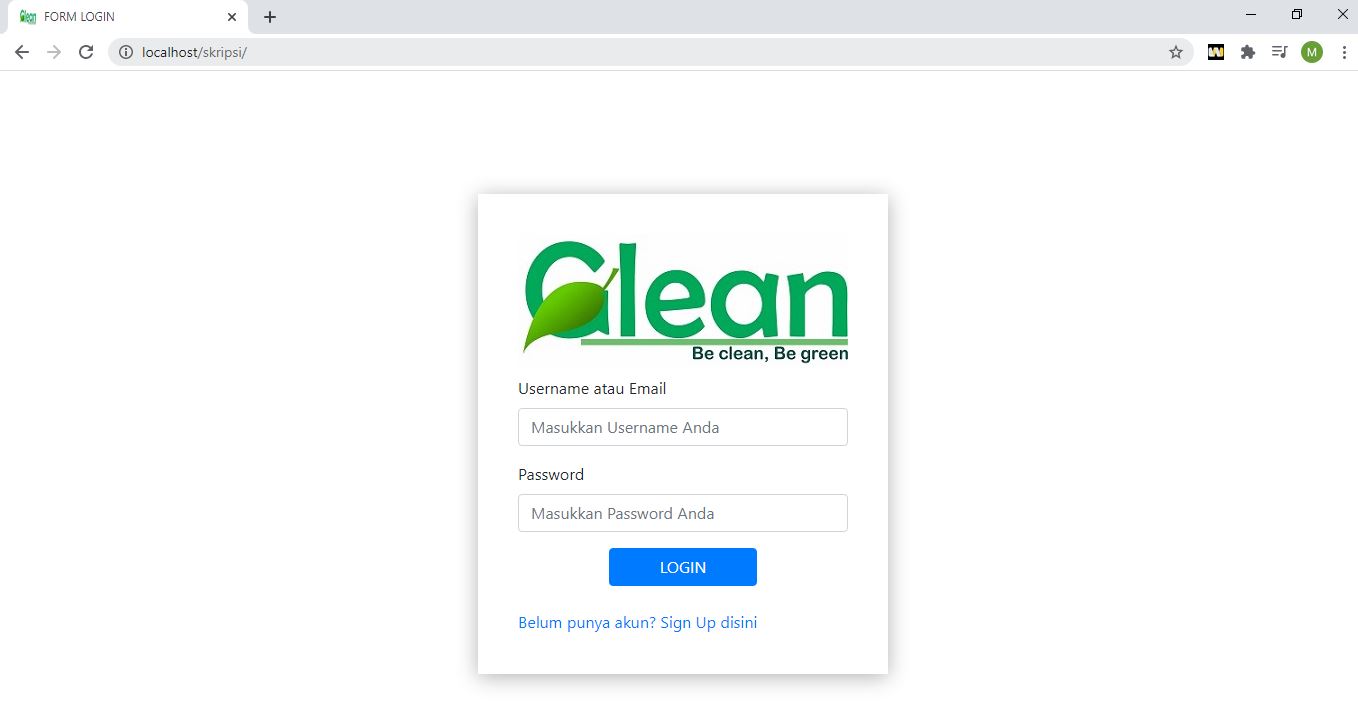 FORM LOGIN
localhost/skripsi/
M
Glean
Be clean, Be green
Username atau Email
Masukkan Username Anda
Password
Masukkan Password Anda
LOGIN
Belum punya akun? Sign Up disini